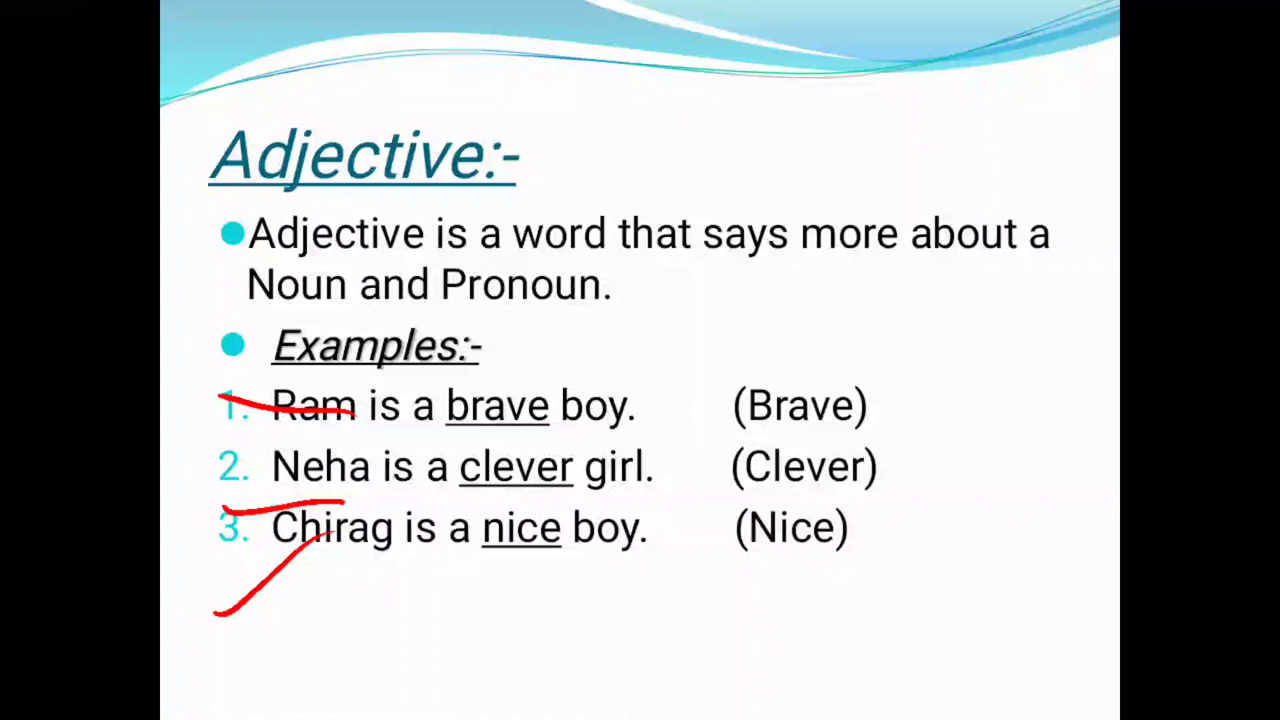 Adjective:-
Adjective is a word that says more about a
Noun and Pronoun.
Examples:-
1. Ram is a brave boy. (Brave)
2. Neha is a clever girl. (Clever)
3. Chirag is a nice boy. (Nice)